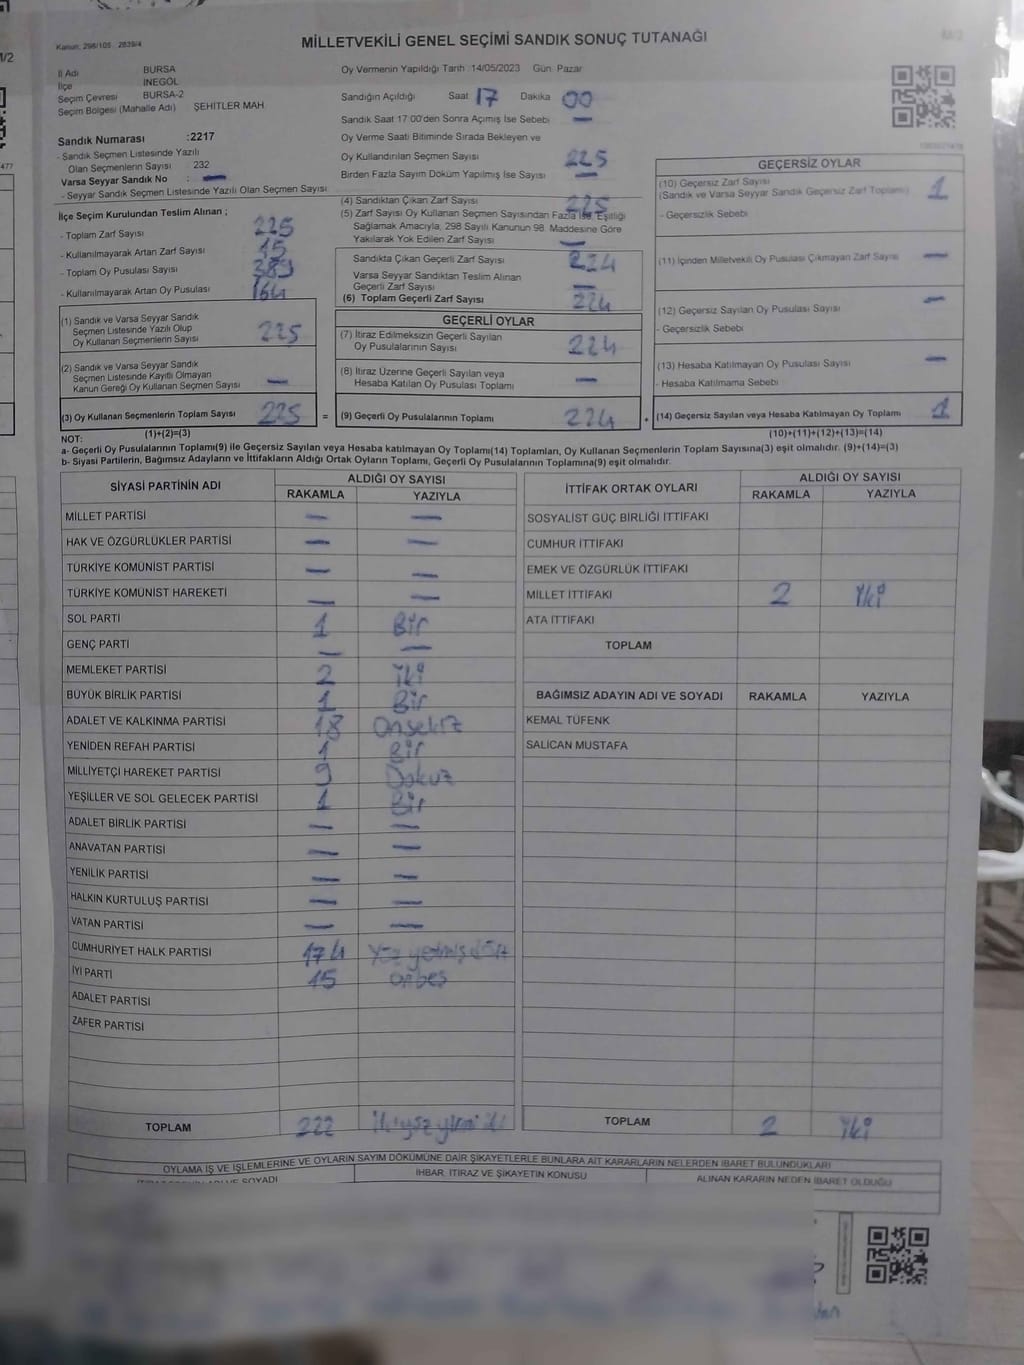 Kanun: 298/105 2839/4
MİLLETVEKİLİ GENEL SEÇİMİ SANDIK SONUÇ TUTANAĞI
İl Adı BURSA
İlçe İNEGÖL
Seçim Çevresi BURSA-2
Seçim Bölgesi (Mahalle Adı) ŞEHİTLER MAH
Sandık Numarası :2217
- Sandık Seçmen Listesinde Yazılı
Olan Seçmenlerin Sayısı : 232
Varsa Seyyar Sandık No : —
- Seyyar Sandık Seçmen Listesinde Yazılı Olan Seçmen Sayısı
İlçe Seçim Kurulundan Teslim Alınan ;
- Toplam Zarf Sayısı 225
- Kullanılmayarak Artan Zarf Sayısı 15
- Toplam Oy Pusulası Sayısı 389
- Kullanılmayarak Artan Oy Pusulası 164
(1) Sandık ve Varsa Seyyar Sandık
Seçmen Listesinde Yazılı Olup
Oy Kullanan Seçmenlerin Sayısı 225
(2) Sandık ve Varsa Seyyar Sandık
Seçmen Listesinde Kayıtlı Olmayan
Kanun Gereği Oy Kullanan Seçmen Sayısı —
(3) Oy Kullanan Seçmenlerin Toplam Sayısı 225 =
(1)+(2)=(3)
Oy Vermenin Yapıldığı Tarih :14/05/2023 Gün: Pazar
Sandığın Açıldığı Saat 17 Dakika 00
Sandık Saat 17:00'den Sonra Açımış İse Sebebi —
Oy Verme Saati Bitiminde Sırada Bekleyen ve
Oy Kullandırılan Seçmen Sayısı 225
Birden Fazla Sayım Döküm Yapılmış İse Sayısı —
(4) Sandıktan Çıkan Zarf Sayısı 225
(5) Zarf Sayısı Oy Kullanan Seçmen Sayısından Fazla İse, Eşitliği
Sağlamak Amacıyla, 298 Sayılı Kanunun 98. Maddesine Göre
Yakılarak Yok Edilen Zarf Sayısı —
Sandıkta Çıkan Geçerli Zarf Sayısı 224
Varsa Seyyar Sandıktan Teslim Alınan
Geçerli Zarf Sayısı —
(6) Toplam Geçerli Zarf Sayısı 224
GEÇERLİ OYLAR
(7) İtiraz Edilmeksizin Geçerli Sayılan
Oy Pusulalarının Sayısı 224
(8) İtiraz Üzerine Geçerli Sayılan veya
Hesaba Katılan Oy Pusulası Toplamı —
(9) Geçerli Oy Pusulalarının Toplamı 224
GEÇERSİZ OYLAR
(10) Geçersiz Zarf Sayısı 1
(Sandık ve Varsa Seyyar Sandık Geçersiz Zarf Toplamı)
- Geçersizlik Sebebi
(11) İçinden Milletvekili Oy Pusulası Çıkmayan Zarf Sayısı —
(12) Geçersiz Sayılan Oy Pusulası Sayısı —
- Geçersizlik Sebebi
(13) Hesaba Katılmayan Oy Pusulası Sayısı —
- Hesaba Katılmama Sebebi
(14) Geçersiz Sayılan veya Hesaba Katılmayan Oy Toplamı 1
(10)+(11)+(12)+(13)=(14)
NOT:
a- Geçerli Oy Pusulalarının Toplamı(9) ile Geçersiz Sayılan veya Hesaba katılmayan Oy Toplamı(14) Toplamları, Oy Kullanan Seçmenlerin Toplam Sayısına(3) eşit olmalıdır. (9)+(14)=(3)
b- Siyasi Partilerin, Bağımsız Adayların ve İttifakların Aldığı Ortak Oyların Toplamı, Geçerli Oy Pusulalarının Toplamına(9) eşit olmalıdır.
SİYASİ PARTİNİN ADI ALDIĞI OY SAYISI
RAKAMLA YAZIYLA
MİLLET PARTİSİ — —
HAK VE ÖZGÜRLÜKLER PARTİSİ — —
TÜRKİYE KOMÜNİST PARTİSİ — —
TÜRKİYE KOMÜNİST HAREKETİ — —
SOL PARTİ 1 Bir
GENÇ PARTİ — —
MEMLEKET PARTİSİ 2 İki
BÜYÜK BİRLİK PARTİSİ 1 Bir
ADALET VE KALKINMA PARTİSİ 18 Onsekiz
YENİDEN REFAH PARTİSİ 1 Bir
MİLLİYETÇİ HAREKET PARTİSİ 9 Dokuz
YEŞİLLER VE SOL GELECEK PARTİSİ 1 Bir
ADALET BİRLİK PARTİSİ — —
ANAVATAN PARTİSİ — —
YENİLİK PARTİSİ — —
HALKIN KURTULUŞ PARTİSİ — —
VATAN PARTİSİ — —
CUMHURİYET HALK PARTİSİ 174 Yüz yetmiş dört
İYİ PARTİ 15 onbeş
ADALET PARTİSİ
ZAFER PARTİSİ
TOPLAM 222 İkiyüz yirmi iki
İTTİFAK ORTAK OYLARI ALDIĞI OY SAYISI
RAKAMLA YAZIYLA
SOSYALİST GÜÇ BİRLİĞİ İTTİFAKI
CUMHUR İTTİFAKI
EMEK VE ÖZGÜRLÜK İTTİFAKI
MİLLET İTTİFAKI 2 İki
ATA İTTİFAKI
TOPLAM
BAĞIMSIZ ADAYIN ADI VE SOYADI RAKAMLA YAZIYLA
KEMAL TÜFENK
SALİCAN MUSTAFA
TOPLAM 2 İki
OYLAMA İŞ VE İŞLEMLERİNE VE OYLARIN SAYIM DÖKÜMÜNE DAİR ŞİKAYETLERLE BUNLARA AİT KARARLARIN NELERDEN İBARET BULUNDUKLARI
SOYADI İHBAR, İTİRAZ VE ŞİKAYETİN KONUSU ALINAN KARARIN NEDEN İBARET OLDUĞU